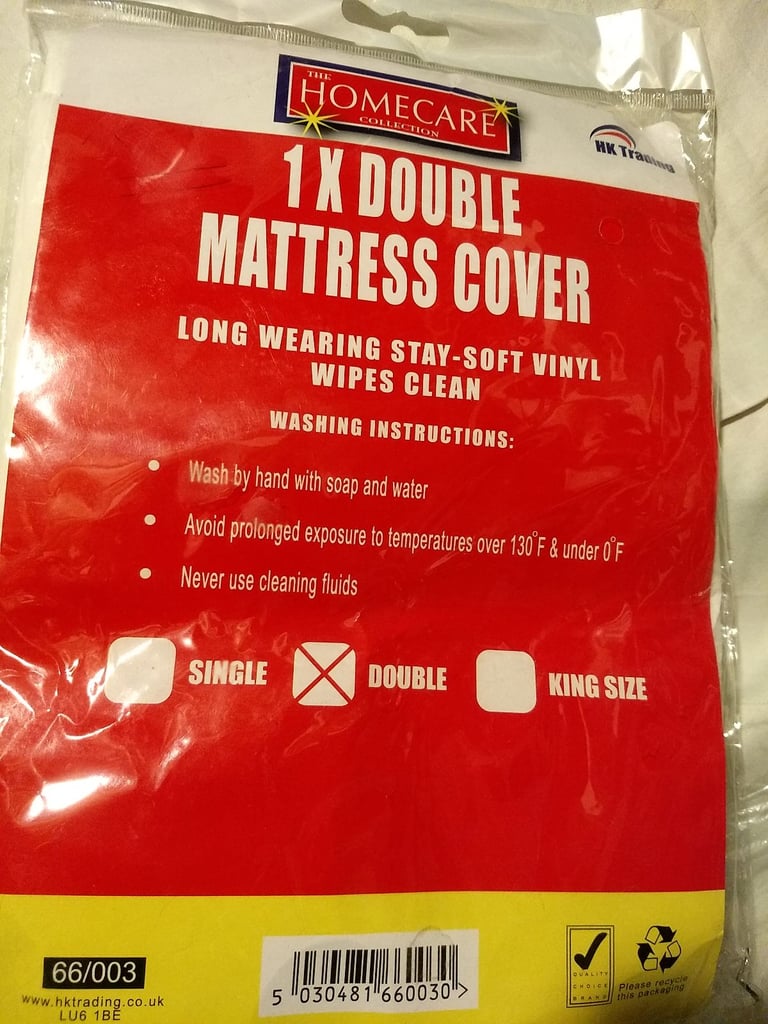 THE
HOMECARE
COLLECTION
HK Trading
1 X DOUBLE
MATTRESS COVER
LONG WEARING STAY-SOFT VINYL
WIPES CLEAN
WASHING INSTRUCTIONS:
• Wash by hand with soap and water
• Avoid prolonged exposure to temperatures over 130°F & under 0°F
• Never use cleaning fluids
SINGLE DOUBLE KING SIZE
66/003
www.hktrading.co.uk
LU6 1BE
5 030481 660030 >
QUALITY
CHOICE
BRAND
Please recycle
this packaging